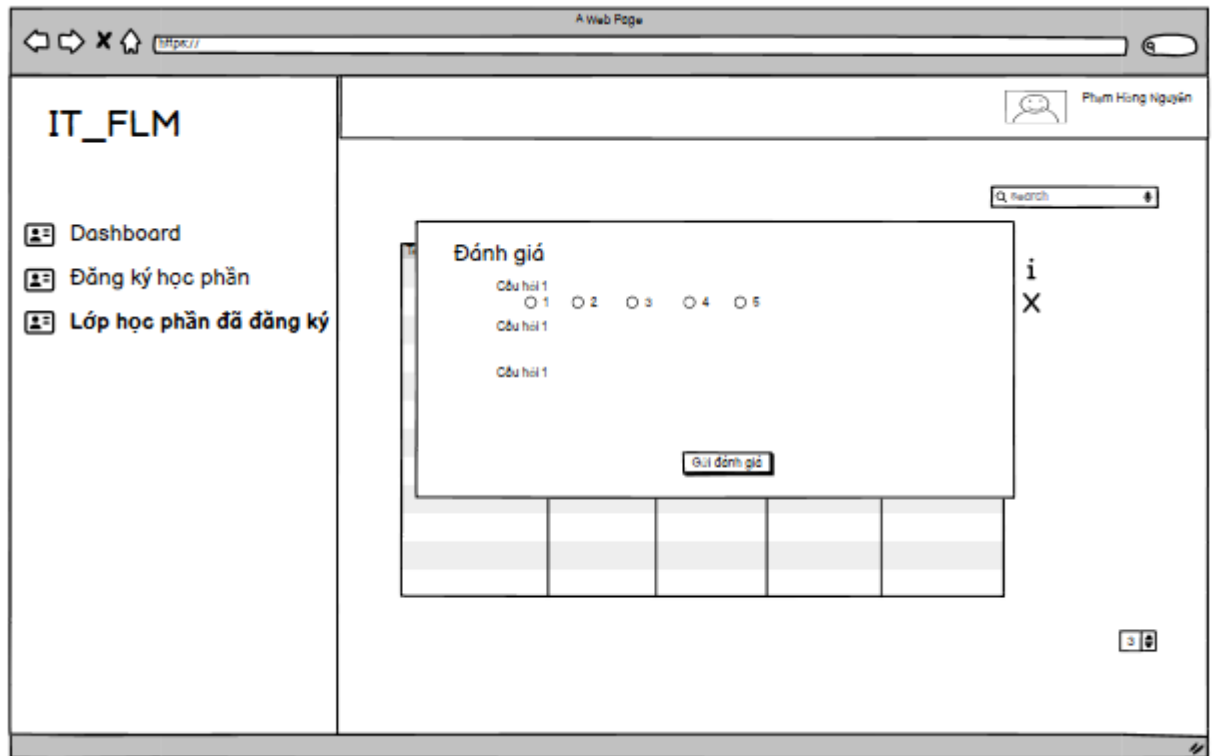 A Web Page
https://
IT_FLM
Phạm Hồng Nguyên
search
Dashboard
Đăng ký học phần
Lớp học phần đã đăng ký
Đánh giá
Câu hỏi 1
1 2 3 4 5
Câu hỏi 1
Câu hỏi 1
Gửi đánh giá
i
X
3